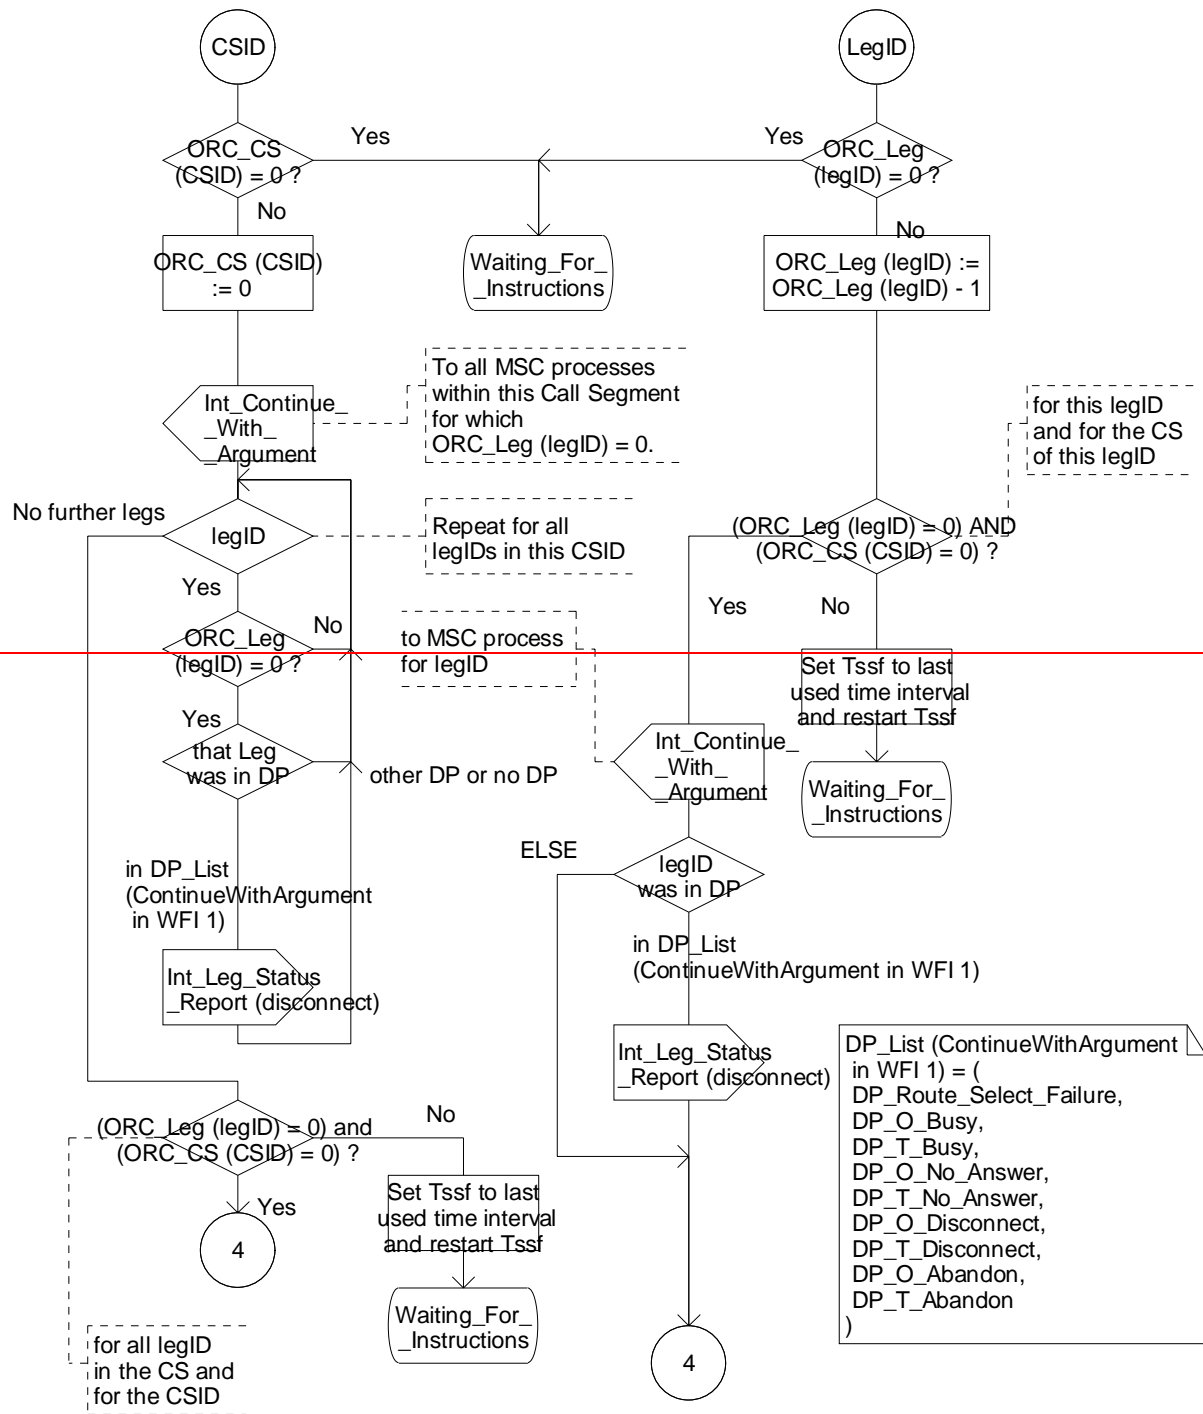 CSID
LegID
Yes
Yes
ORC_CS
(CSID) = 0 ?
ORC_Leg
(legID) = 0 ?
No
No
ORC_CS (CSID)
:= 0
Waiting_For_
_Instructions
ORC_Leg (legID) :=
ORC_Leg (legID) - 1
To all MSC processes
within this Call Segment
for which
ORC_Leg (legID) = 0.
Int_Continue_
_With_
_Argument
for this legID
and for the CS
of this legID
No further legs
legID
Repeat for all
legIDs in this CSID
(ORC_Leg (legID) = 0) AND
(ORC_CS (CSID) = 0) ?
Yes
Yes
No
No
ORC_Leg
(legID) = 0 ?
to MSC process
for legID
Set Tssf to last
used time interval
and restart Tssf
Yes
that Leg
was in DP
other DP or no DP
Int_Continue_
_With_
_Argument
Waiting_For_
_Instructions
ELSE
legID
was in DP
in DP_List
(ContinueWithArgument
in WFI 1)
in DP_List
(ContinueWithArgument in WFI 1)
Int_Leg_Status
_Report (disconnect)
Int_Leg_Status
_Report (disconnect)
DP_List (ContinueWithArgument
in WFI 1) = (
DP_Route_Select_Failure,
DP_O_Busy,
DP_T_Busy,
DP_O_No_Answer,
DP_T_No_Answer,
DP_O_Disconnect,
DP_T_Disconnect,
DP_O_Abandon,
DP_T_Abandon
)
(ORC_Leg (legID) = 0) and
(ORC_CS (CSID) = 0) ?
No
Yes
Set Tssf to last
used time interval
and restart Tssf
4
Waiting_For_
_Instructions
for all legID
in the CS and
for the CSID
4